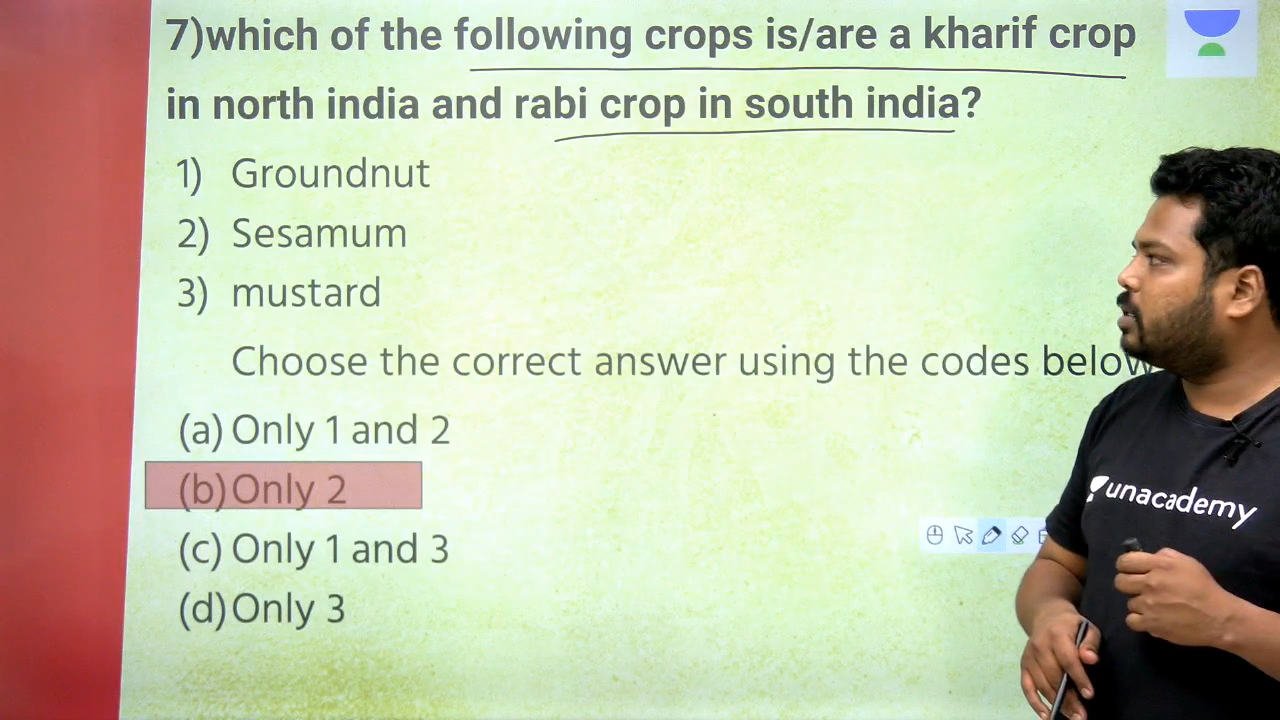 7)which of the following crops is/are a kharif crop
in north india and rabi crop in south india?
1) Groundnut
2) Sesamum
3) mustard
Choose the correct answer using the codes below
(a) Only 1 and 2
(b) Only 2
(c) Only 1 and 3
(d) Only 3
unacademy